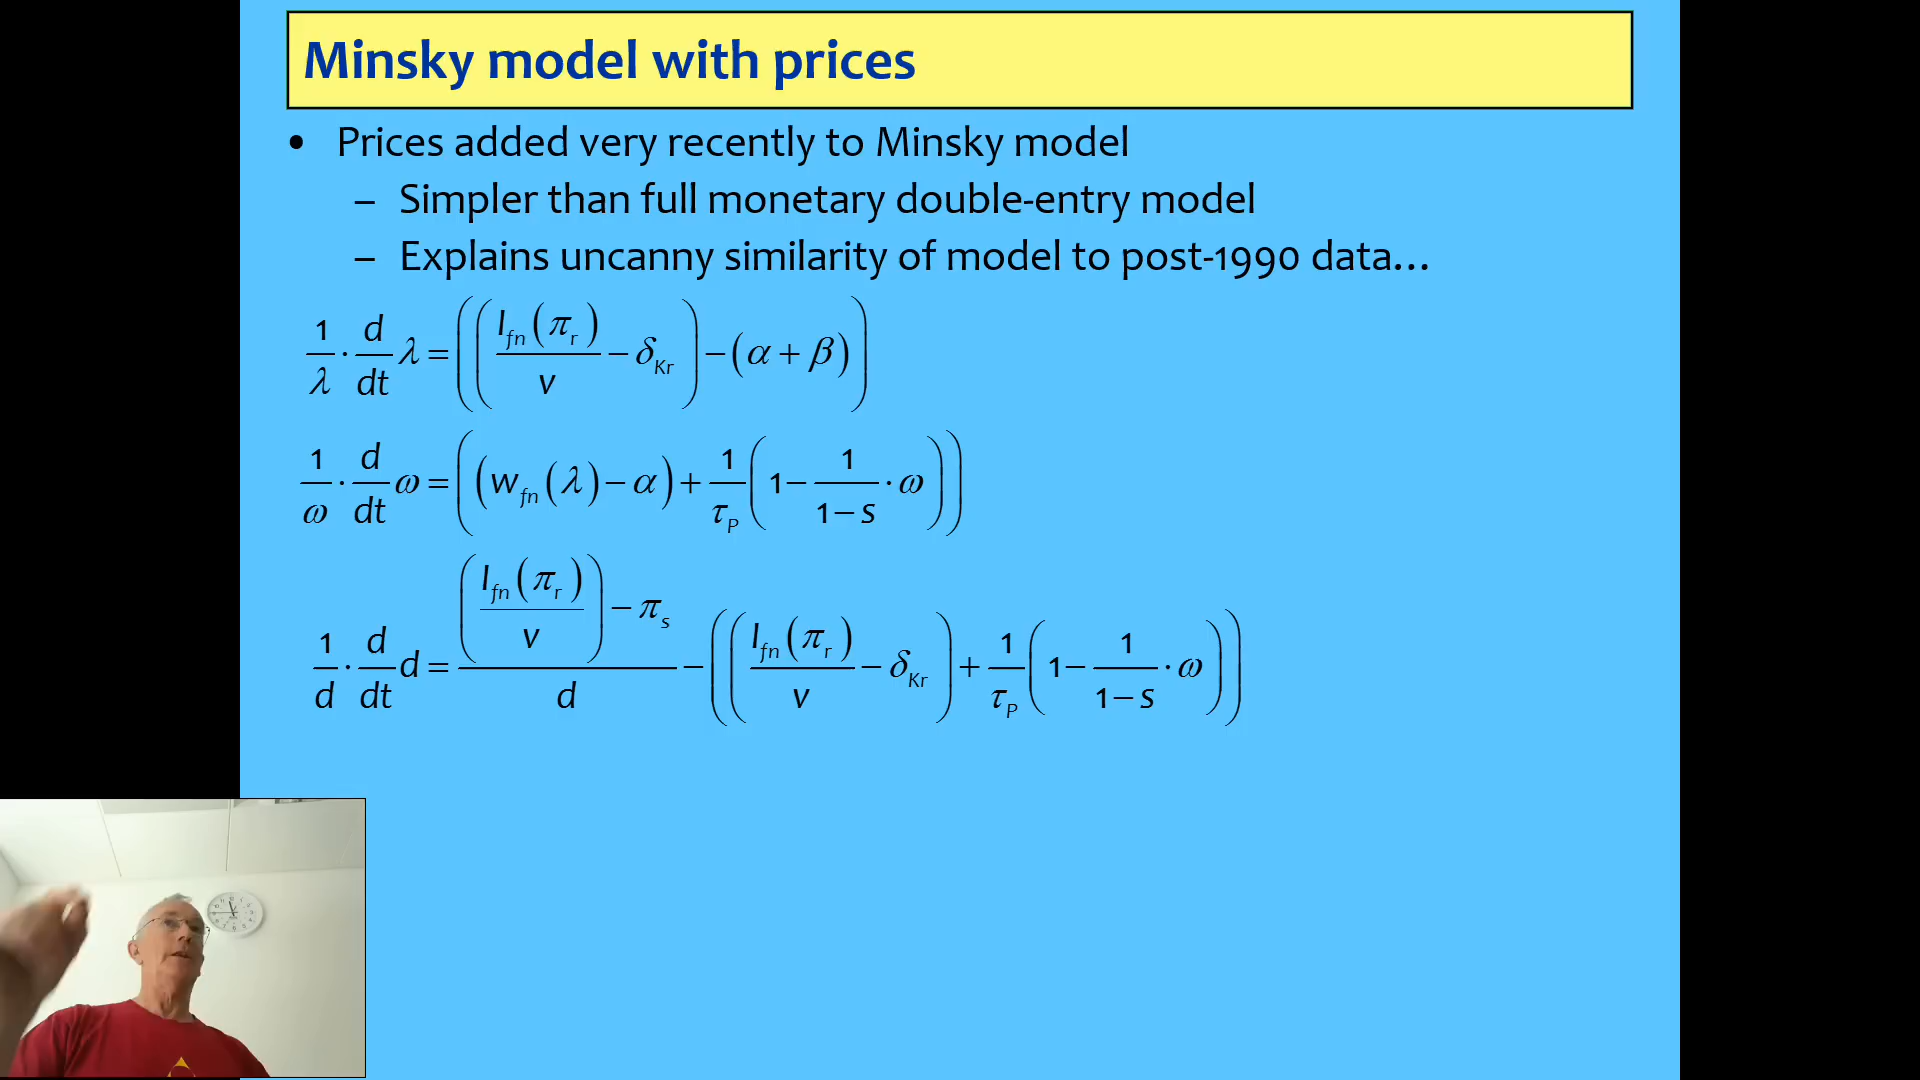 Minsky model with prices
• Prices added very recently to Minsky model
– Simpler than full monetary double-entry model
– Explains uncanny similarity of model to post-1990 data…
1/λ · d/dt λ = ((I_fn(π_r)/v − δ_Kr) − (α + β))
1/ω · d/dt ω = ((w_fn(λ) − α) + 1/τ_P (1 − 1/(1 − s) · ω))
1/d · d/dt d = ((I_fn(π_r)/v) − π_s)/d − ((I_fn(π_r)/v − δ_Kr) + 1/τ_P (1 − 1/(1 − s) · ω))